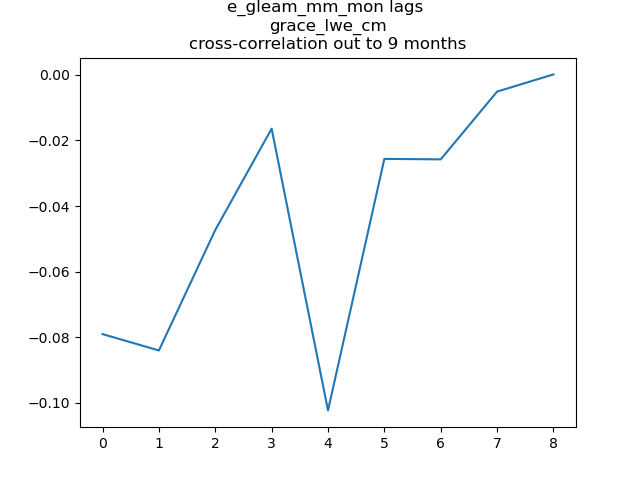 e_gleam_mm_mon lags
grace_lwe_cm
cross-correlation out to 9 months
0.00
−0.02
−0.04
−0.06
−0.08
−0.10
0 1 2 3 4 5 6 7 8